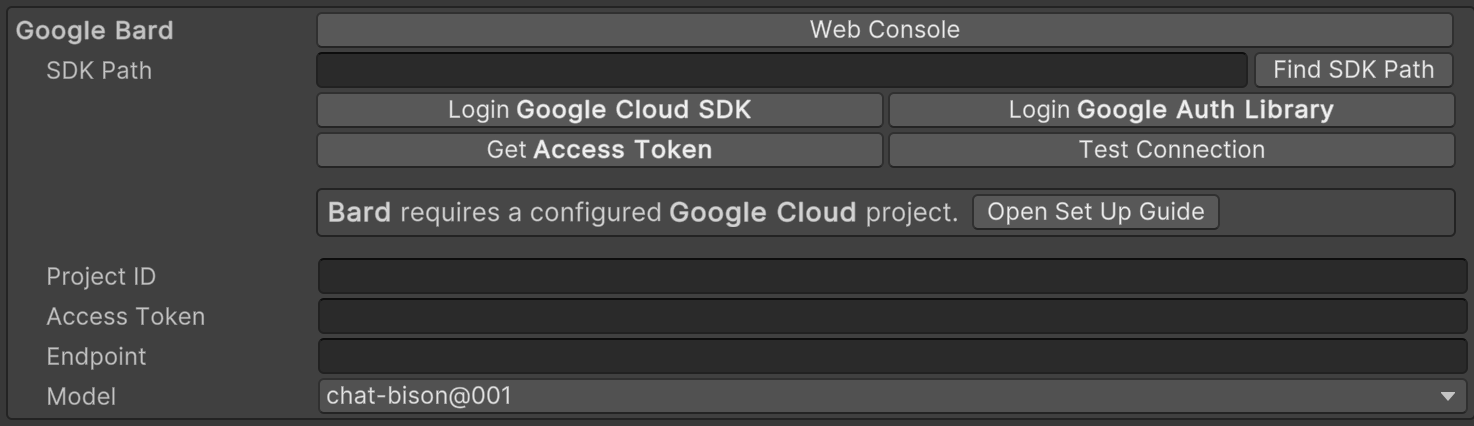 Google Bard Web Console
SDK Path Find SDK Path
Login Google Cloud SDK Login Google Auth Library
Get Access Token Test Connection
Bard requires a configured Google Cloud project. Open Set Up Guide
Project ID
Access Token
Endpoint
Model chat-bison@001